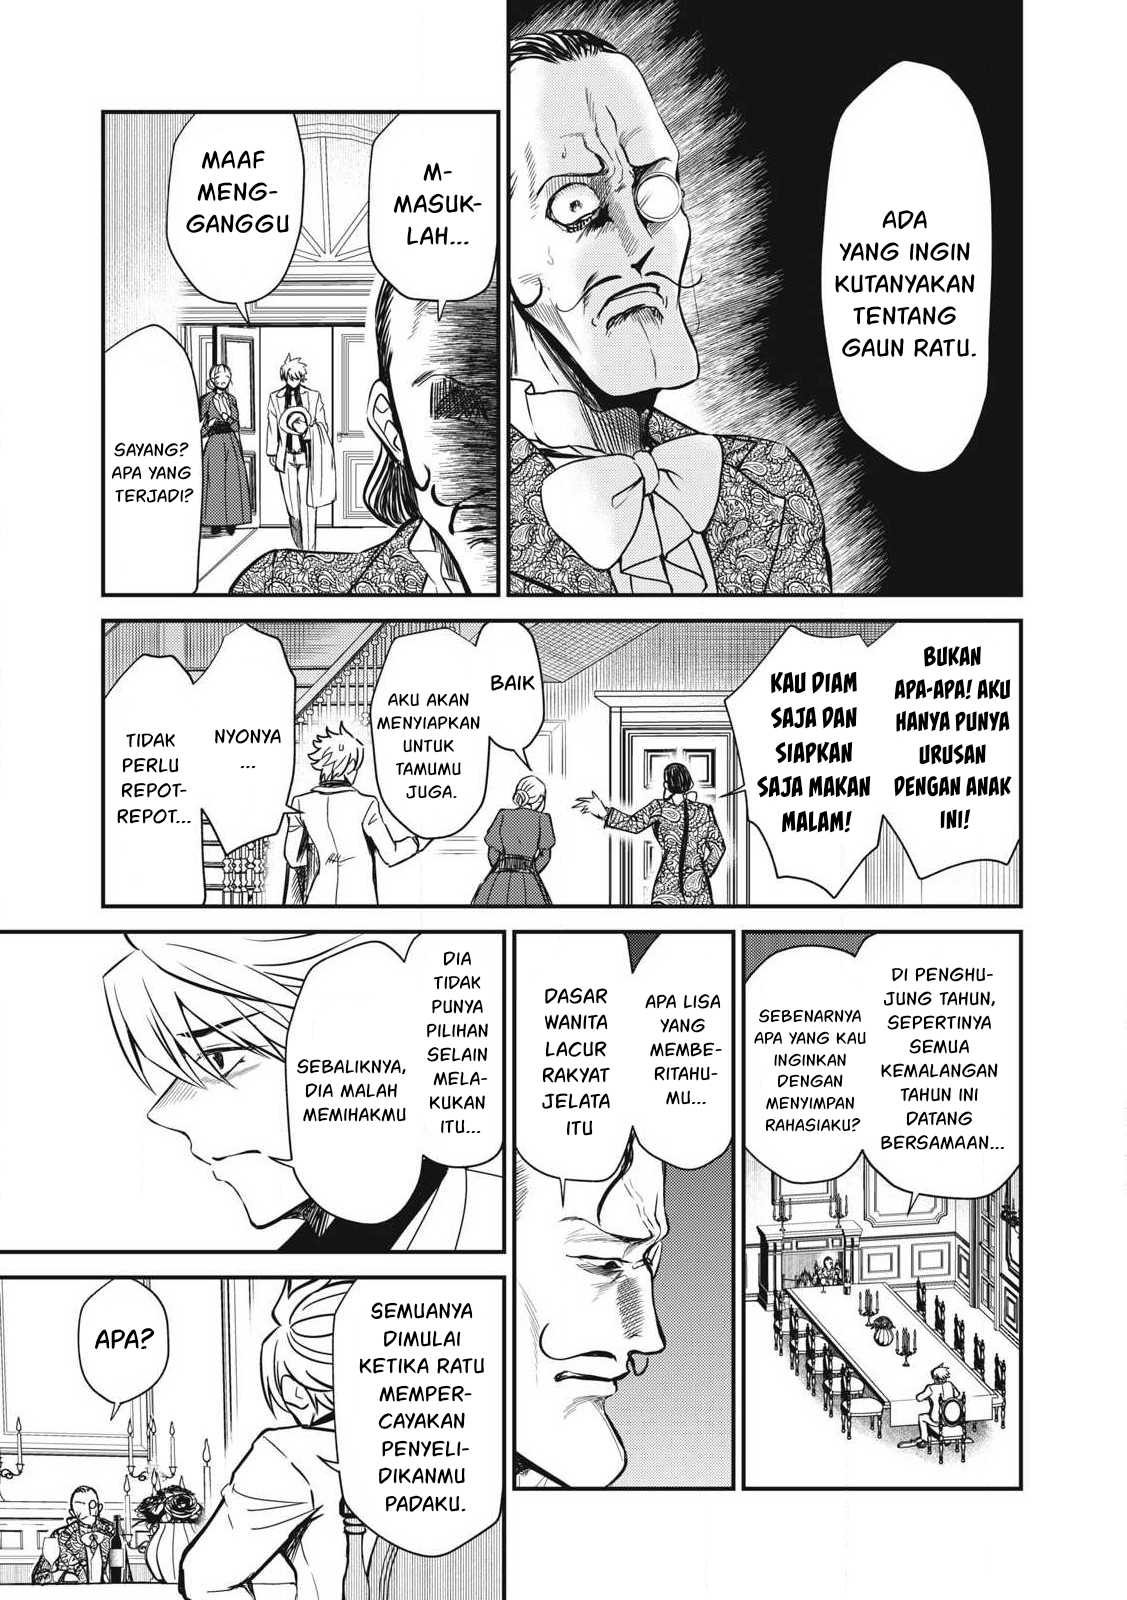 ADA
YANG INGIN
KUTANYAKAN
TENTANG
GAUN RATU.
M-
MASUK-
LAH...
MAAF
MENG-
GANGGU
SAYANG?
APA YANG
TERJADI?
BUKAN
APA-APA! AKU
HANYA PUNYA
URUSAN
DENGAN ANAK
INI!
KAU DIAM
SAJA DAN
SIAPKAN
SAJA MAKAN
MALAM!
BAIK
AKU AKAN
MENYIAPKAN
UNTUK
TAMUMU
JUGA.
NYONYA
...
TIDAK
PERLU
REPOT-
REPOT...
DI PENGHU-
JUNG TAHUN,
SEPERTINYA
SEMUA
KEMALANGAN
TAHUN INI
DATANG
BERSAMAAN...
SEBENARNYA
APA YANG KAU
INGINKAN
DENGAN
MENYIMPAN
RAHASIAKU?
APA LISA
YANG
MEMBE-
RITAHU-
MU...
DASAR
WANITA
LACUR
RAKYAT
JELATA
ITU
DIA
TIDAK
PUNYA
PILIHAN
SELAIN
MELA-
KUKAN
ITU...
SEBALIKNYA,
DIA MALAH
MEMIHAKMU
SEMUANYA
DIMULAI
KETIKA RATU
MEMPER-
CAYAKAN
PENYELI-
DIKANMU
PADAKU.
APA?